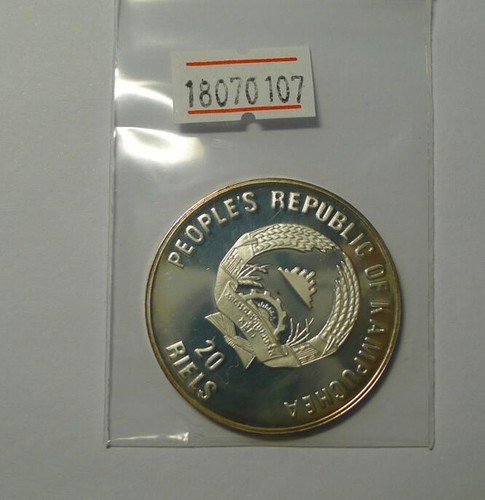 18070107
PEOPLE'S REPUBLIC OF KAMPUCHEA
20
RIELS